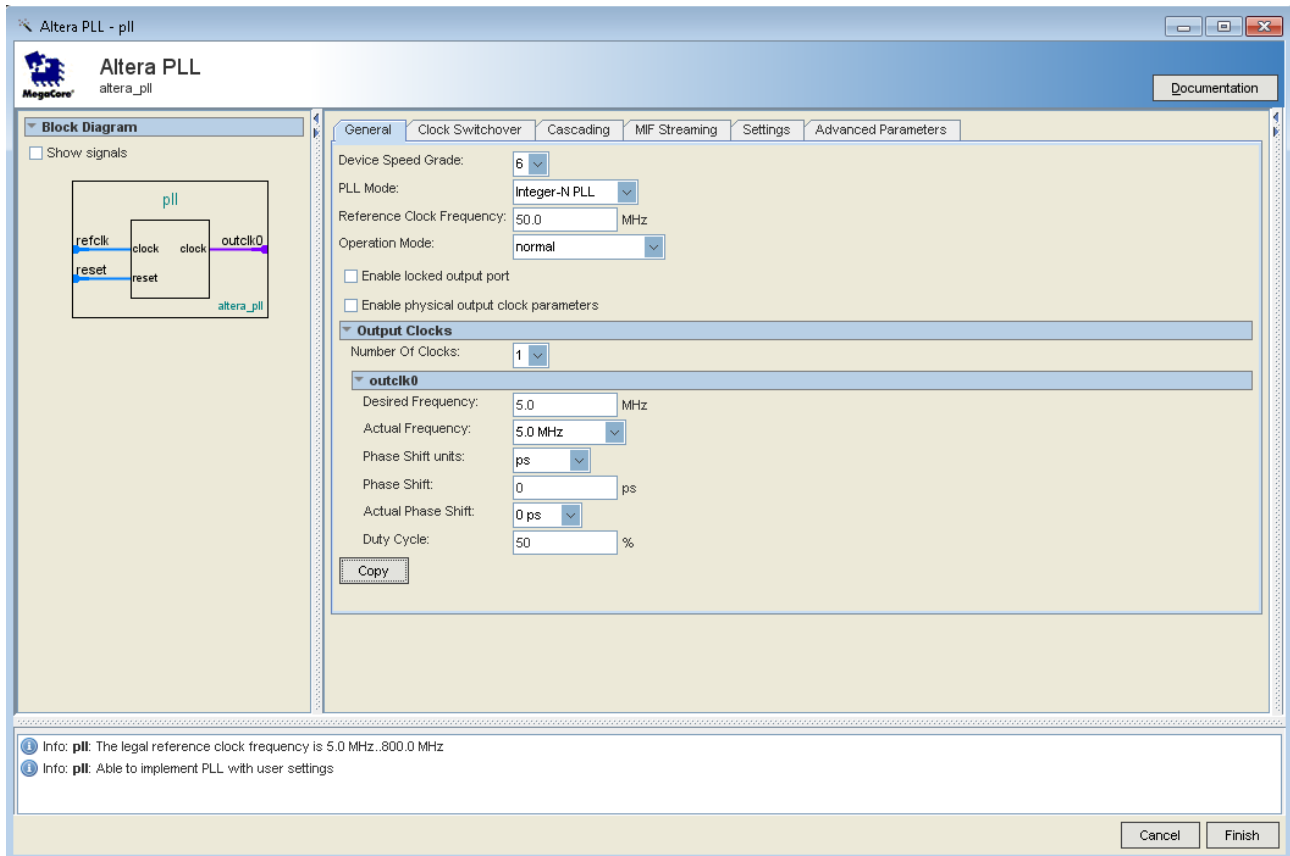 Altera PLL - pll
Altera PLL
altera_pll
MegaCore®
Documentation
Block Diagram
Show signals
pll
refclk
clock
clock
outclk0
reset
reset
altera_pll
General Clock Switchover Cascading MIF Streaming Settings Advanced Parameters
Device Speed Grade: 6
PLL Mode: Integer-N PLL
Reference Clock Frequency: 50.0 MHz
Operation Mode: normal
Enable locked output port
Enable physical output clock parameters
Output Clocks
Number Of Clocks: 1
outclk0
Desired Frequency: 5.0 MHz
Actual Frequency: 5.0 MHz
Phase Shift units: ps
Phase Shift: 0 ps
Actual Phase Shift: 0 ps
Duty Cycle: 50 %
Copy
Info: pll: The legal reference clock frequency is 5.0 MHz..800.0 MHz
Info: pll: Able to implement PLL with user settings
Cancel Finish